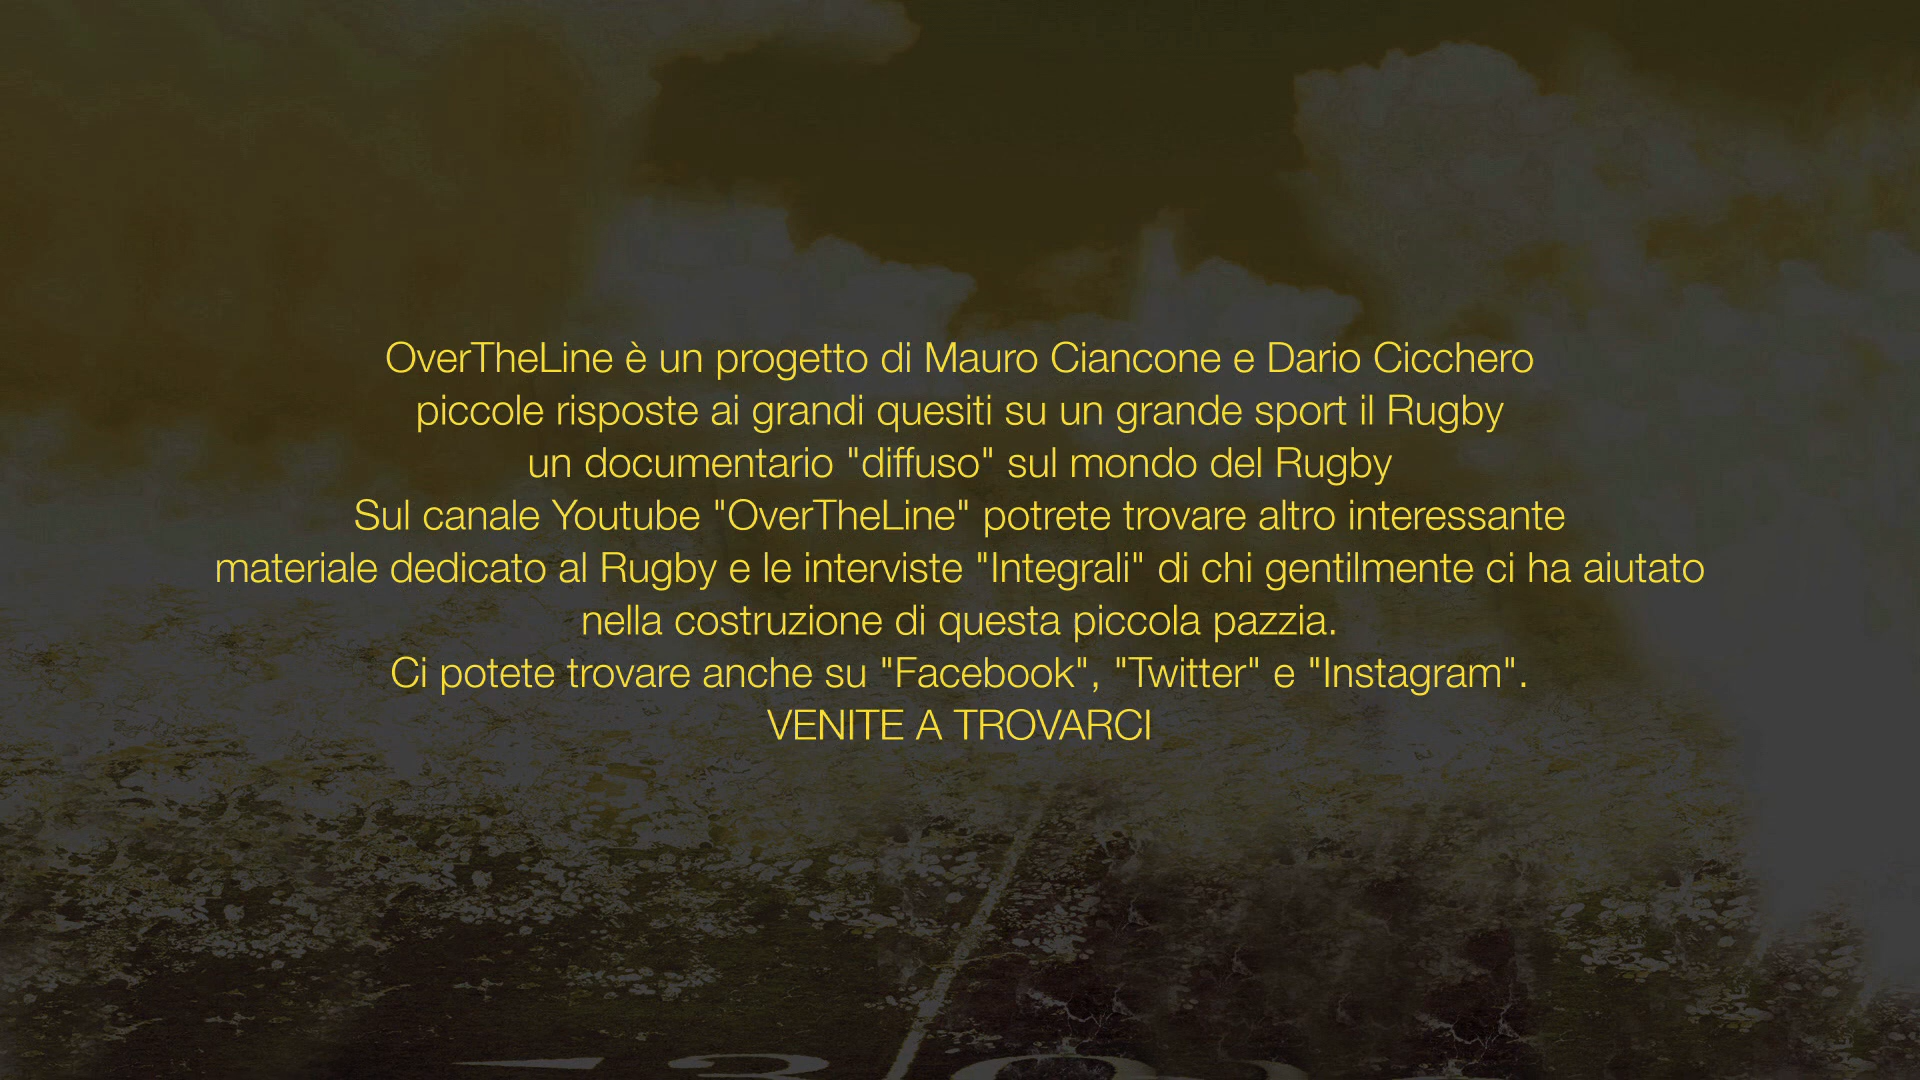 OverTheLine è un progetto di Mauro Ciancone e Dario Cicchero
piccole risposte ai grandi quesiti su un grande sport il Rugby
un documentario "diffuso" sul mondo del Rugby
Sul canale Youtube "OverTheLine" potrete trovare altro interessante
materiale dedicato al Rugby e le interviste "Integrali" di chi gentilmente ci ha aiutato
nella costruzione di questa piccola pazzia.
Ci potete trovare anche su "Facebook", "Twitter" e "Instagram".
VENITE A TROVARCI